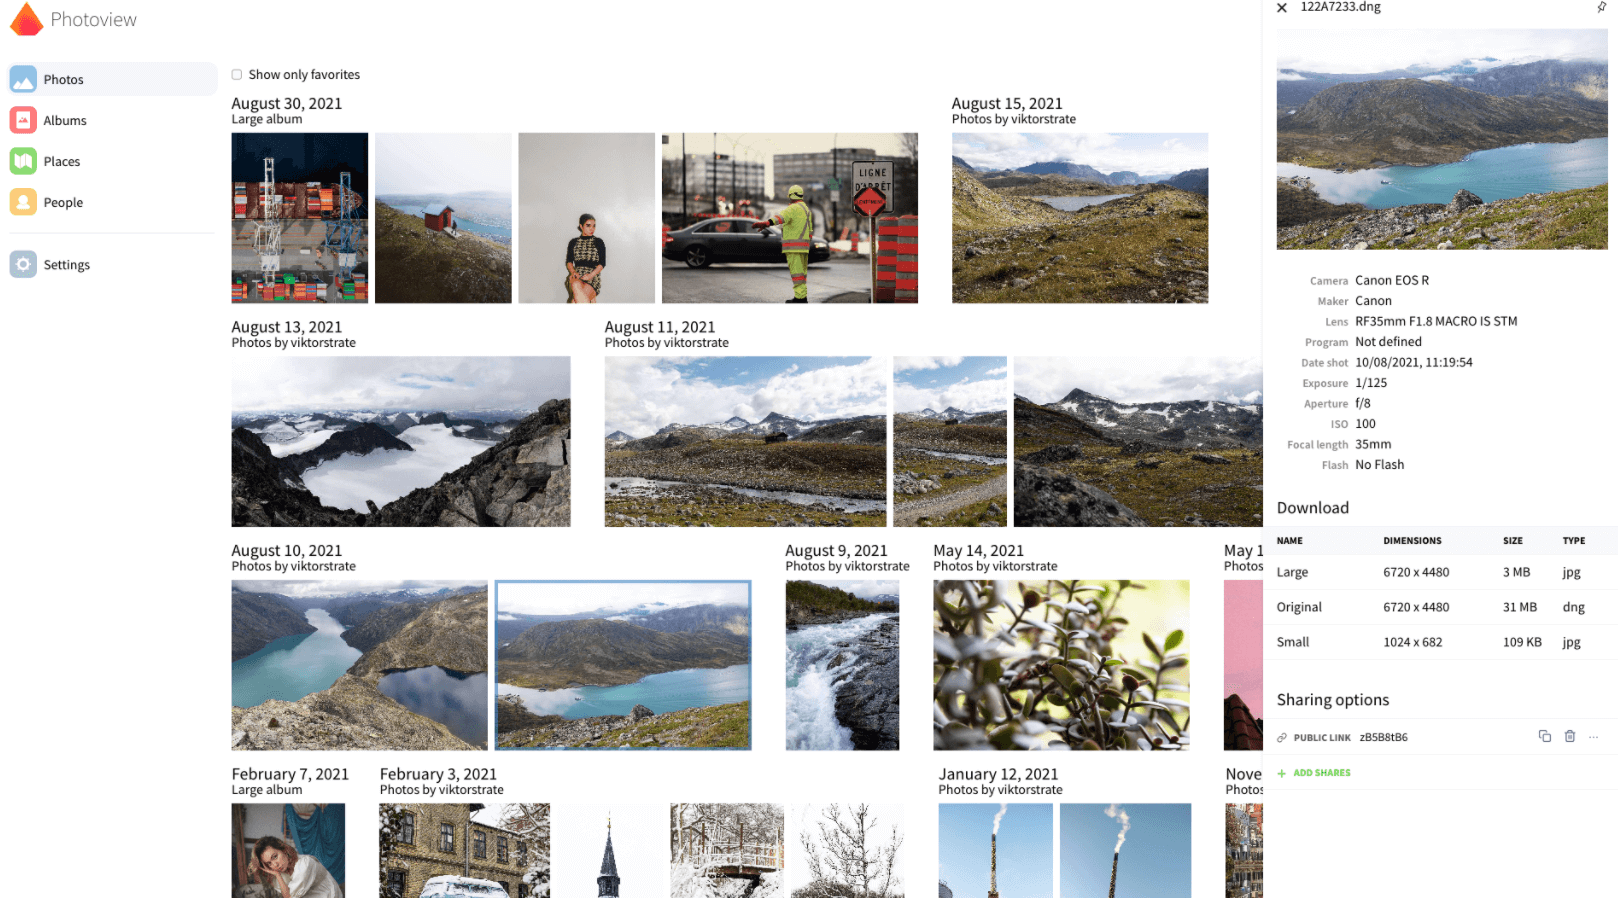 Photoview
Photos
Albums
Places
People
Settings
Show only favorites
August 30, 2021
Large album
LIGNE
D'ARRÊT
August 15, 2021
Photos by viktorstrate
August 13, 2021
Photos by viktorstrate
August 11, 2021
Photos by viktorstrate
August 10, 2021
Photos by viktorstrate
August 9, 2021
Photos by viktorstrate
May 14, 2021
Photos by viktorstrate
May 1
Photos
February 7, 2021
Large album
February 3, 2021
Photos by viktorstrate
January 12, 2021
Photos by viktorstrate
Nove
Photos
122A7233.dng
Camera Canon EOS R
Maker Canon
Lens RF35mm F1.8 MACRO IS STM
Program Not defined
Date shot 10/08/2021, 11:19:54
Exposure 1/125
Aperture f/8
ISO 100
Focal length 35mm
Flash No Flash
Download
NAME DIMENSIONS SIZE TYPE
Large 6720 x 4480 3 MB jpg
Original 6720 x 4480 31 MB dng
Small 1024 x 682 109 KB jpg
Sharing options
PUBLIC LINK zB5B8tB6
+ ADD SHARES